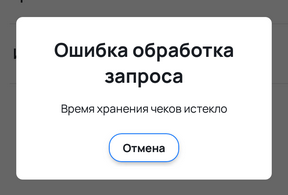 Ошибка обработка
запроса
Время хранения чеков истекло
Отмена